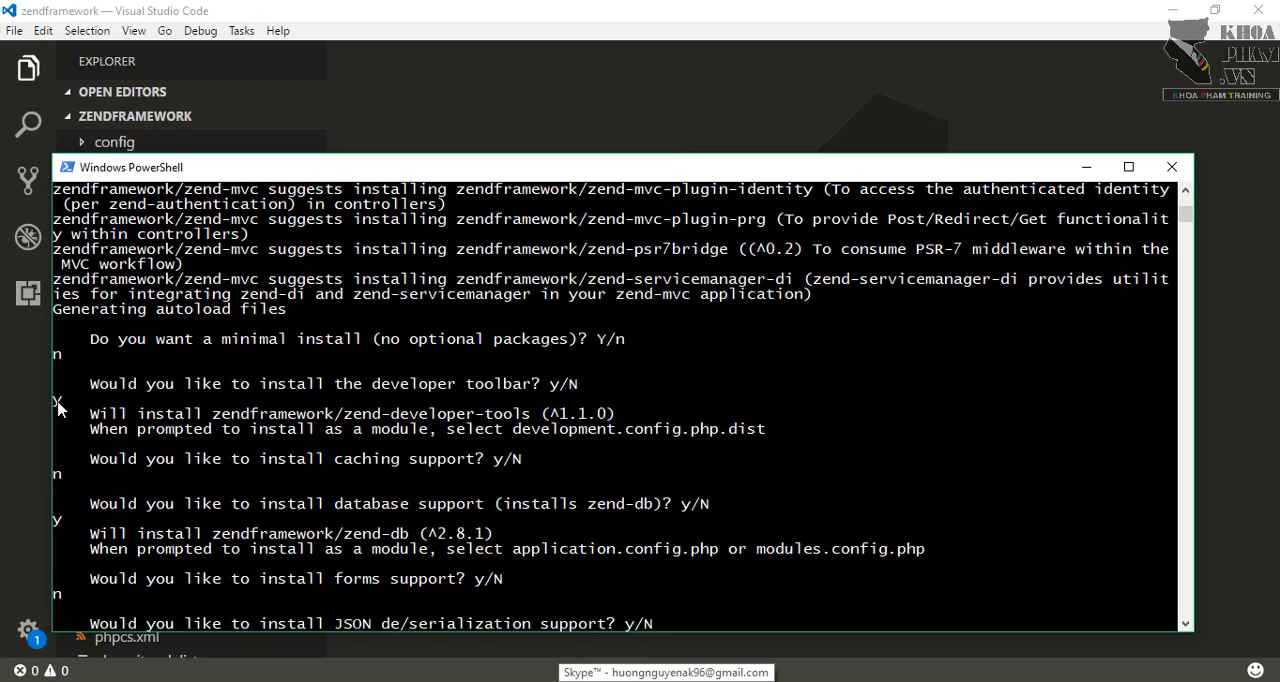 zendframework — Visual Studio Code
File Edit Selection View Go Debug Tasks Help
KHOA
PHAM
.VN
KHOA PHAM TRAINING
EXPLORER
OPEN EDITORS
ZENDFRAMEWORK
config
Windows PowerShell
zendframework/zend-mvc suggests installing zendframework/zend-mvc-plugin-identity (To access the authenticated identity
(per zend-authentication) in controllers)
zendframework/zend-mvc suggests installing zendframework/zend-mvc-plugin-prg (To provide Post/Redirect/Get functionalit
y within controllers)
zendframework/zend-mvc suggests installing zendframework/zend-psr7bridge ((^0.2) To consume PSR-7 middleware within the
MVC workflow)
zendframework/zend-mvc suggests installing zendframework/zend-servicemanager-di (zend-servicemanager-di provides utilit
ies for integrating zend-di and zend-servicemanager in your zend-mvc application)
Generating autoload files
Do you want a minimal install (no optional packages)? Y/n
n
Would you like to install the developer toolbar? y/N
y
Will install zendframework/zend-developer-tools (^1.1.0)
When prompted to install as a module, select development.config.php.dist
Would you like to install caching support? y/N
n
Would you like to install database support (installs zend-db)? y/N
y
Will install zendframework/zend-db (^2.8.1)
When prompted to install as a module, select application.config.php or modules.config.php
Would you like to install forms support? y/N
n
Would you like to install JSON de/serialization support? y/N
1
phpcs.xml
0 0
Skype™ - huongnguyenak96@gmail.com